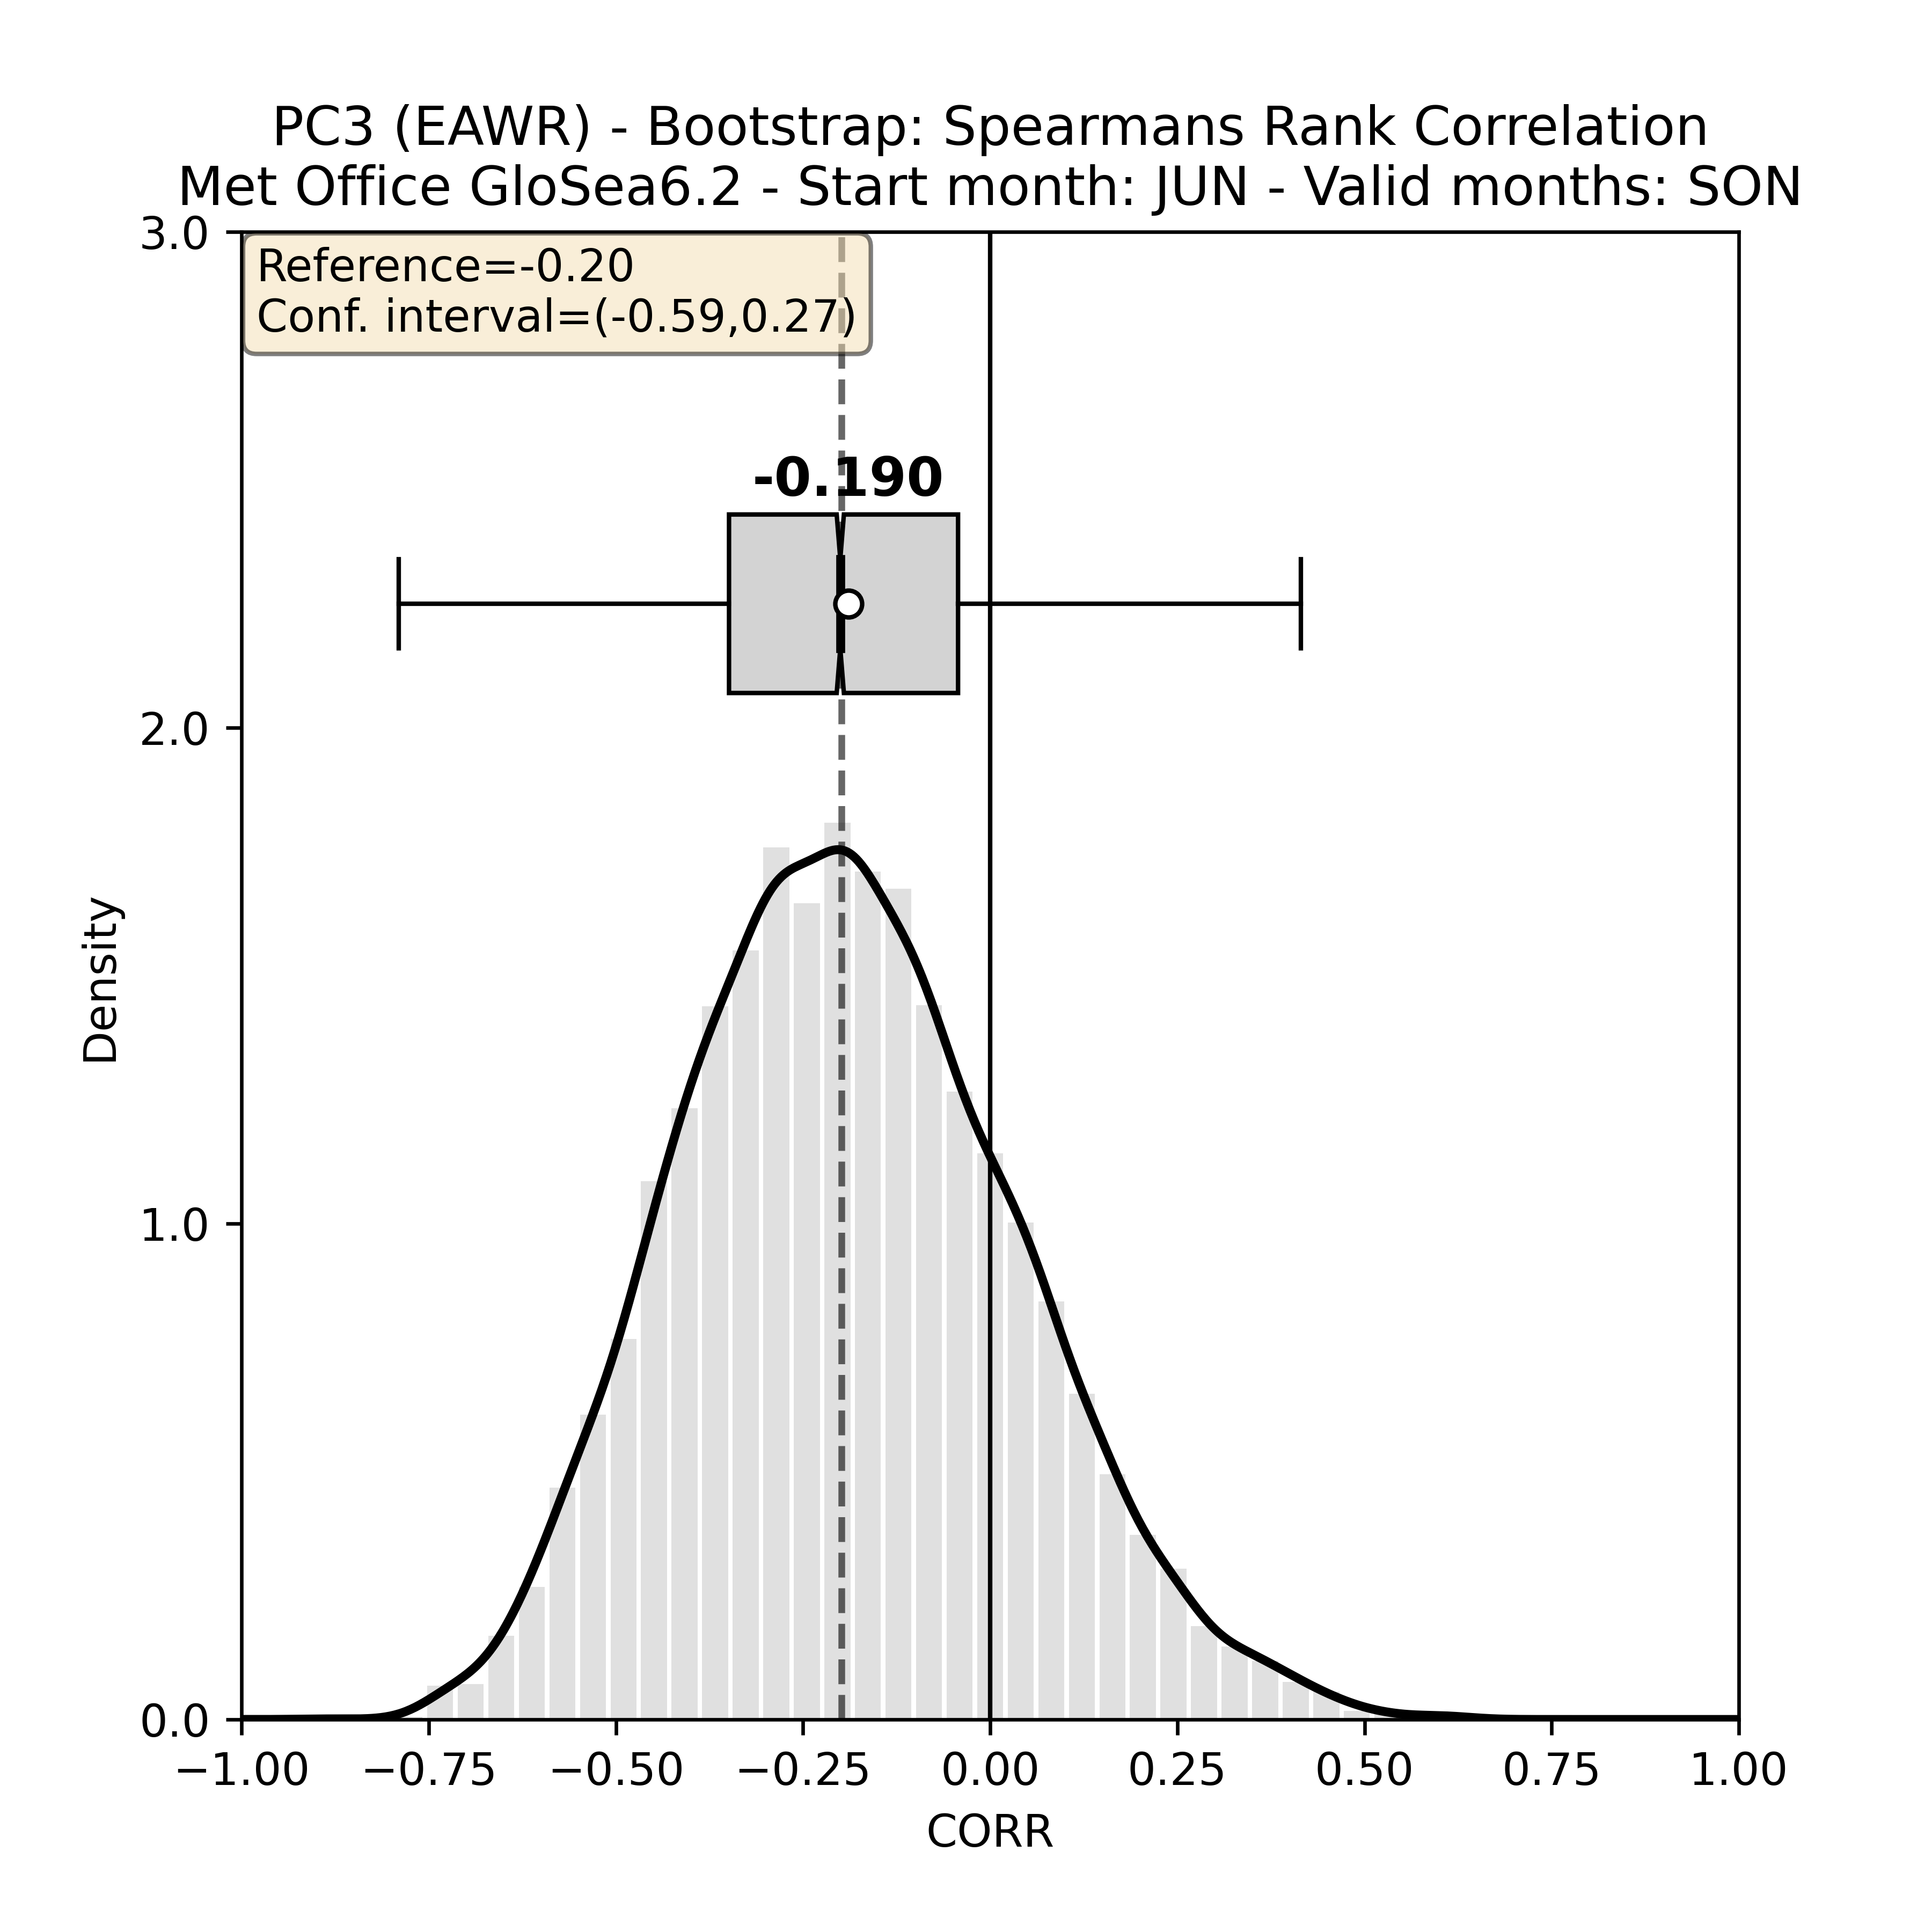 PC3 (EAWR) - Bootstrap: Spearmans Rank Correlation
Met Office GloSea6.2 - Start month: JUN - Valid months: SON
3.0
Reference=-0.20
Conf. interval=(-0.59,0.27)
-0.190
2.0
Density
1.0
0.0
−1.00 −0.75 −0.50 −0.25 0.00 0.25 0.50 0.75 1.00
CORR